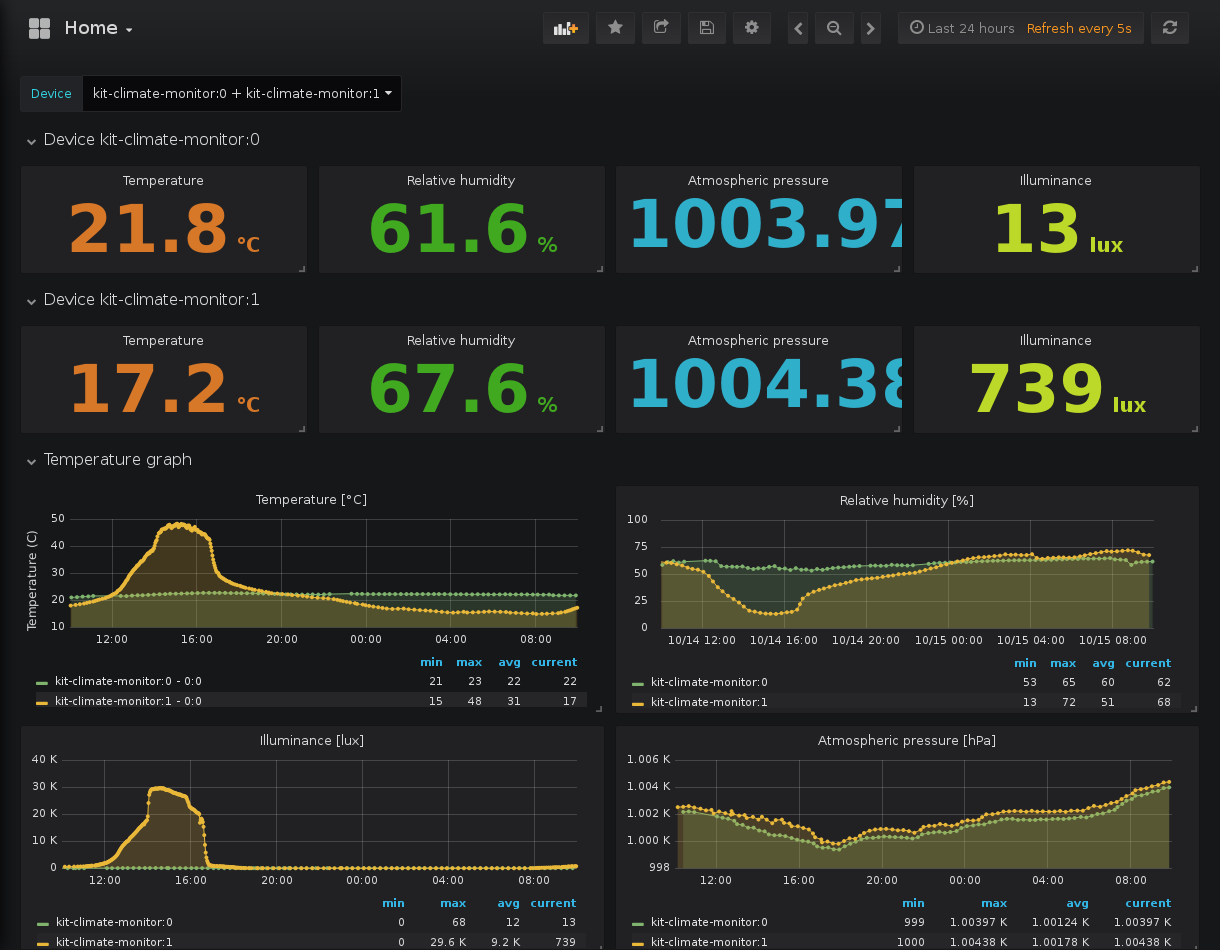 Home
Last 24 hours Refresh every 5s
Device kit-climate-monitor:0 + kit-climate-monitor:1
Device kit-climate-monitor:0
Temperature Relative humidity Atmospheric pressure Illuminance
21.8 °C 61.6 % 1003.97 13 lux
Device kit-climate-monitor:1
Temperature Relative humidity Atmospheric pressure Illuminance
17.2 °C 67.6 % 1004.38 739 lux
Temperature graph
Temperature [°C]
Temperature (C)
50
40
30
20
10
12:00 16:00 20:00 00:00 04:00 08:00
min max avg current
kit-climate-monitor:0 - 0:0 21 23 22 22
kit-climate-monitor:1 - 0:0 15 48 31 17
Relative humidity [%]
100
75
50
25
0
10/14 12:00 10/14 16:00 10/14 20:00 10/15 00:00 10/15 04:00 10/15 08:00
min max avg current
kit-climate-monitor:0 53 65 60 62
kit-climate-monitor:1 13 72 51 68
Illuminance [lux]
40 K
30 K
20 K
10 K
0
12:00 16:00 20:00 00:00 04:00 08:00
min max avg current
kit-climate-monitor:0 0 68 12 13
kit-climate-monitor:1 0 29.6 K 9.2 K 739
Atmospheric pressure [hPa]
1.006 K
1.004 K
1.002 K
1.000 K
998
12:00 16:00 20:00 00:00 04:00 08:00
min max avg current
kit-climate-monitor:0 999 1.00397 K 1.00124 K 1.00397 K
kit-climate-monitor:1 1000 1.00438 K 1.00178 K 1.00438 K